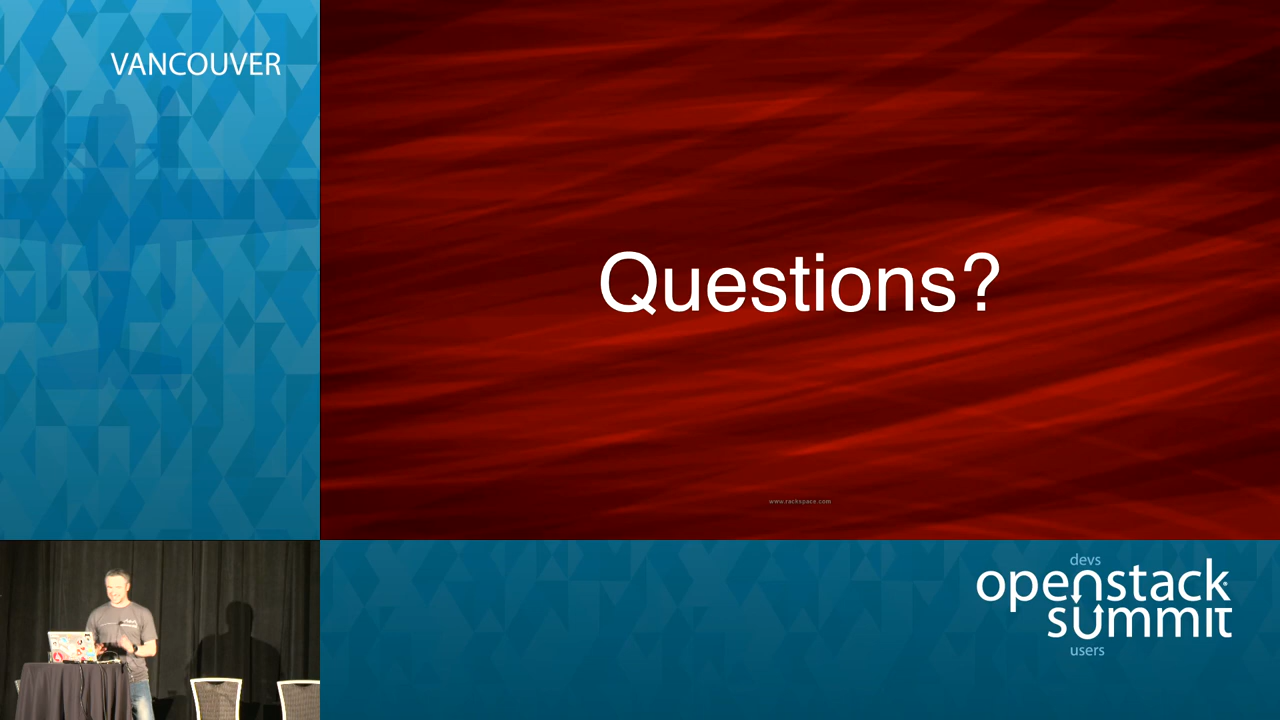 VANCOUVER
Questions?
www.rackspace.com
devs
openstack
summit
users